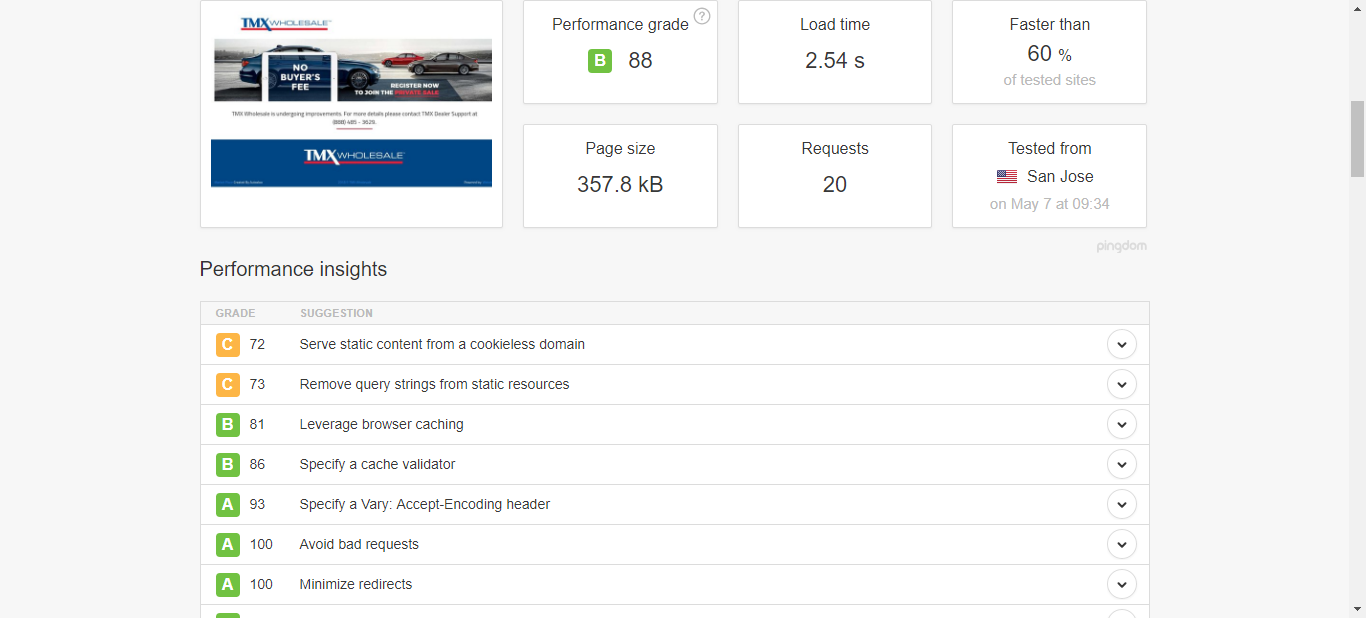 TMX WHOLESALE
NO
BUYER'S
FEE
REGISTER NOW
TO JOIN THE PRIVATE SALE
TMX Wholesale is undergoing improvements. For more details please contact TMX Dealer Support at
(888) 485 - 3629.
TMX WHOLESALE
Performance grade ?
B 88
Load time
2.54 s
Faster than
60 %
of tested sites
Page size
357.8 kB
Requests
20
Tested from
San Jose
on May 7 at 09:34
pingdom
Performance insights
GRADE SUGGESTION
C 72 Serve static content from a cookieless domain
C 73 Remove query strings from static resources
B 81 Leverage browser caching
B 86 Specify a cache validator
A 93 Specify a Vary: Accept-Encoding header
A 100 Avoid bad requests
A 100 Minimize redirects